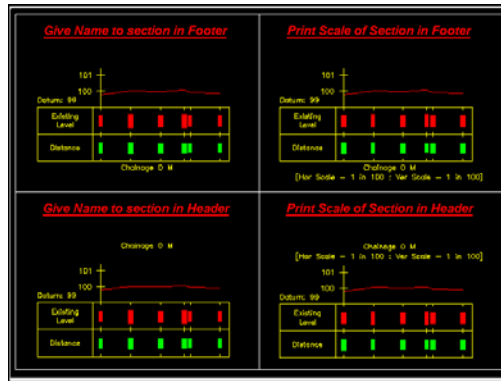 Give Name to section in Footer
101
100
Datum: 99
Existing
Level
Distance
Chainage 0 M
Print Scale of Section in Footer
101
100
Datum: 99
Existing
Level
Distance
Chainage 0 M
[Hor Scale - 1 in 100 : Ver Scale - 1 in 100]
Give Name to section in Header
Chainage 0 M
101
100
Datum: 99
Existing
Level
Distance
Print Scale of Section in Header
Chainage 0 M
[Hor Scale - 1 in 100 : Ver Scale - 1 in 100]
101
100
Datum: 99
Existing
Level
Distance